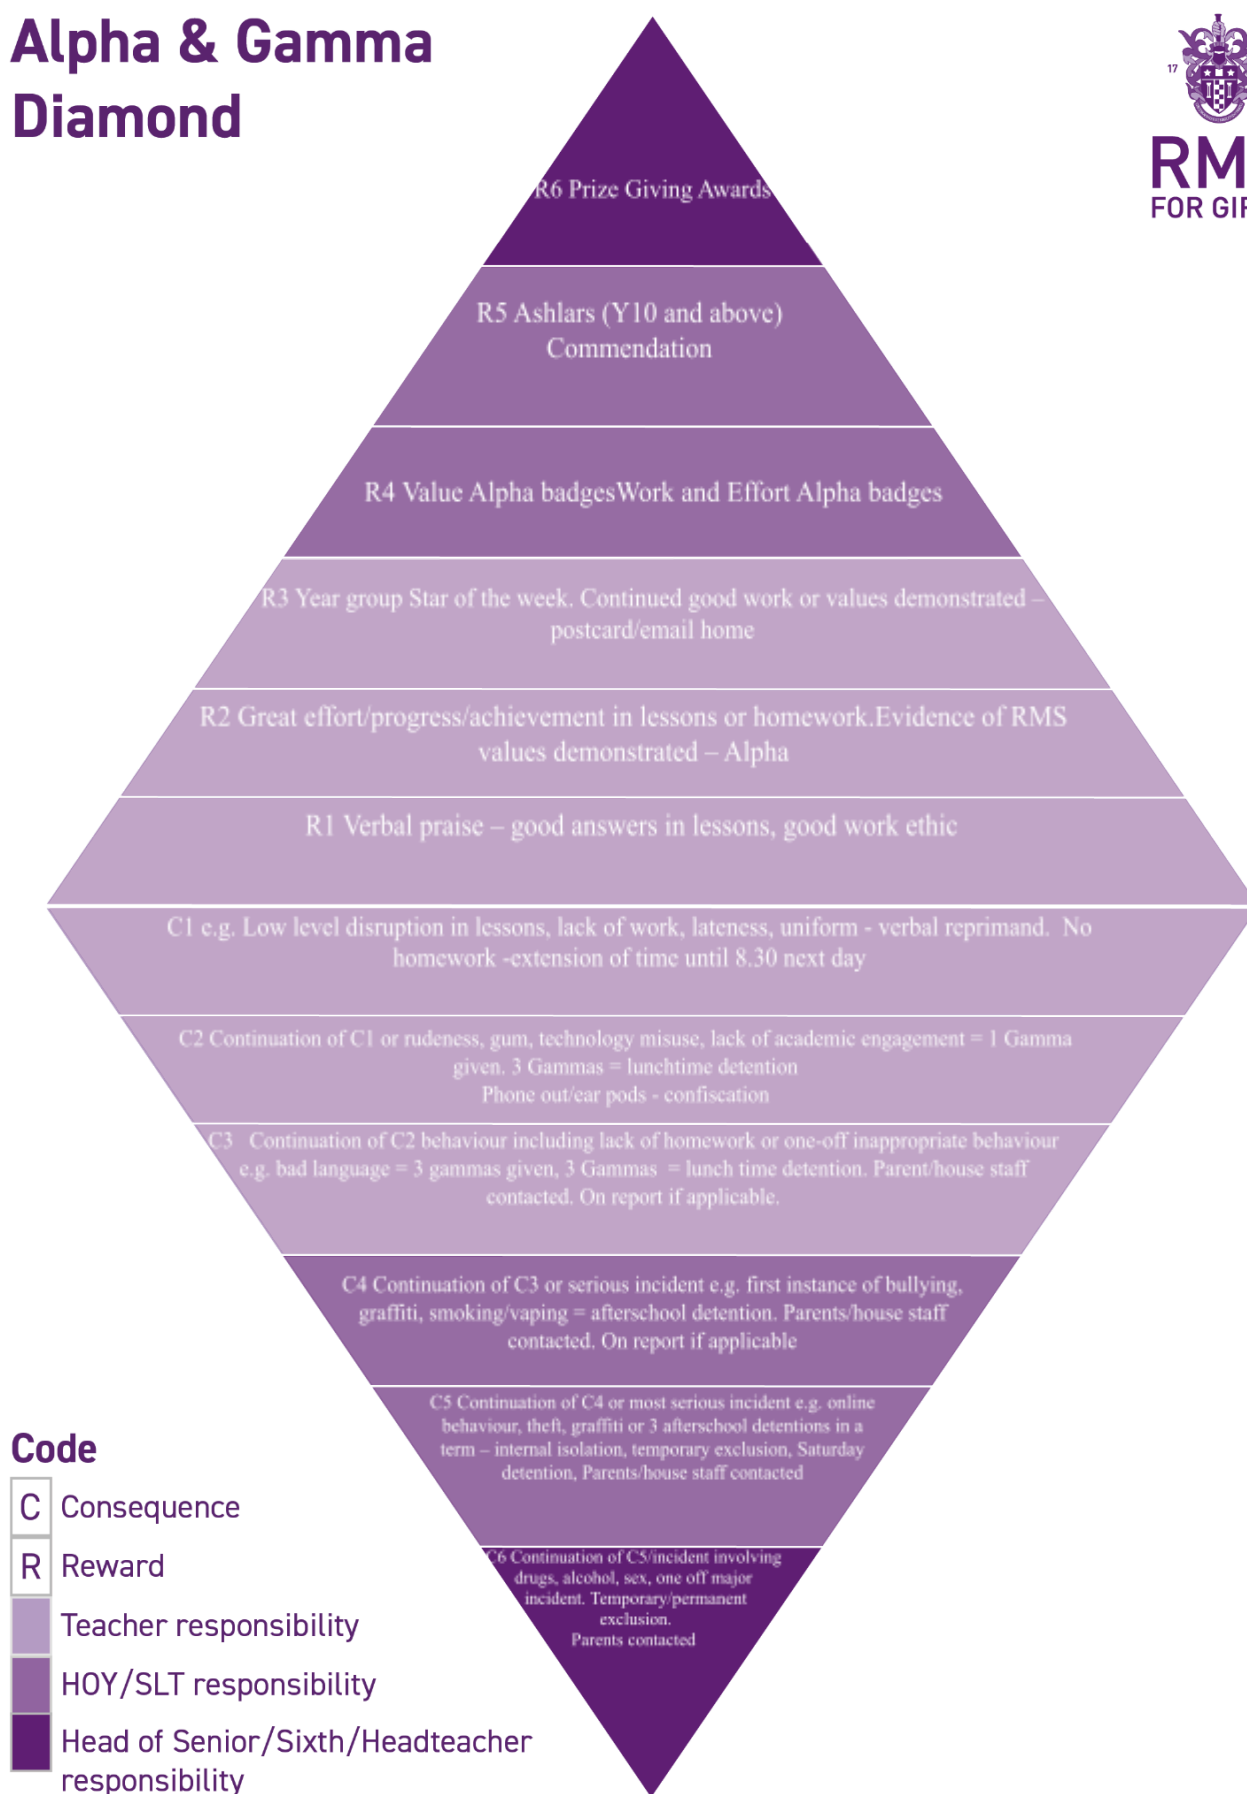 Alpha & Gamma
Diamond
17
RM
FOR GI
R6 Prize Giving Awards
R5 Ashlars (Y10 and above)
Commendation
R4 Value Alpha badgesWork and Effort Alpha badges
R3 Year group Star of the week. Continued good work or values demonstrated –
postcard/email home
R2 Great effort/progress/achievement in lessons or homework.Evidence of RMS
values demonstrated – Alpha
R1 Verbal praise – good answers in lessons, good work ethic
C1 e.g. Low level disruption in lessons, lack of work, lateness, uniform - verbal reprimand. No
homework -extension of time until 8.30 next day
C2 Continuation of C1 or rudeness, gum, technology misuse, lack of academic engagement = 1 Gamma
given. 3 Gammas = lunchtime detention
Phone out/ear pods - confiscation
C3 Continuation of C2 behaviour including lack of homework or one-off inappropriate behaviour
e.g. bad language = 3 gammas given, 3 Gammas = lunch time detention. Parent/house staff
contacted. On report if applicable.
C4 Continuation of C3 or serious incident e.g. first instance of bullying,
graffiti, smoking/vaping = afterschool detention. Parents/house staff
contacted. On report if applicable
C5 Continuation of C4 or most serious incident e.g. online
behaviour, theft, graffiti or 3 afterschool detentions in a
term – internal isolation, temporary exclusion, Saturday
detention, Parents/house staff contacted
C6 Continuation of C5/incident involving
drugs, alcohol, sex, one off major
incident. Temporary/permanent
exclusion.
Parents contacted
Code
C Consequence
R Reward
Teacher responsibility
HOY/SLT responsibility
Head of Senior/Sixth/Headteacher
responsibility